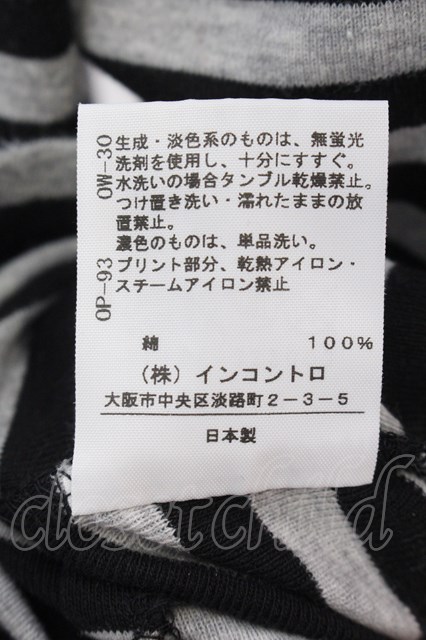 OW-30
生成・淡色系のものは、無蛍光
洗剤を使用し、十分にすすぐ。
水洗いの場合タンブル乾燥禁止。
つけ置き洗い・濡れたままの放
置禁止。
濃色のものは、単品洗い。
OP-93
プリント部分、乾熱アイロン・
スチームアイロン禁止
綿 100%
(株)インコントロ
大阪市中央区淡路町2-3-5
日本製
closetchild